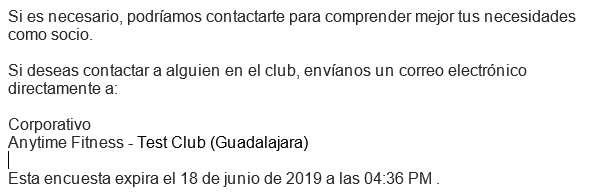 Si es necesario, podríamos contactarte para comprender mejor tus necesidades
como socio.
Si deseas contactar a alguien en el club, envíanos un correo electrónico
directamente a:
Corporativo
Anytime Fitness - Test Club (Guadalajara)
Esta encuesta expira el 18 de junio de 2019 a las 04:36 PM .